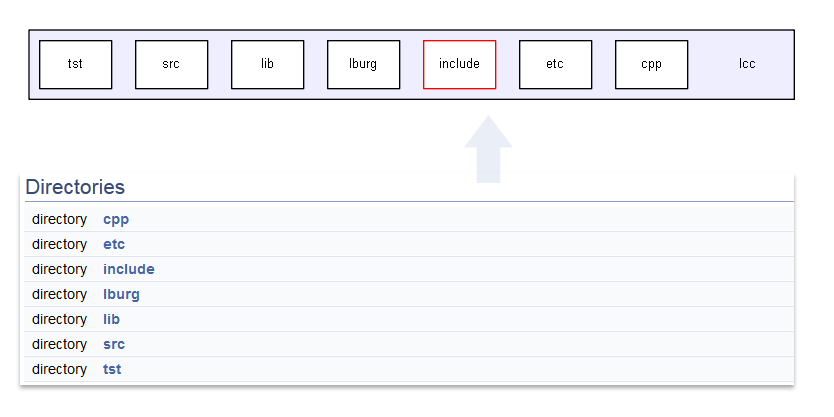 tst src lib lburg include etc cpp lcc
Directories
directory cpp
directory etc
directory include
directory lburg
directory lib
directory src
directory tst